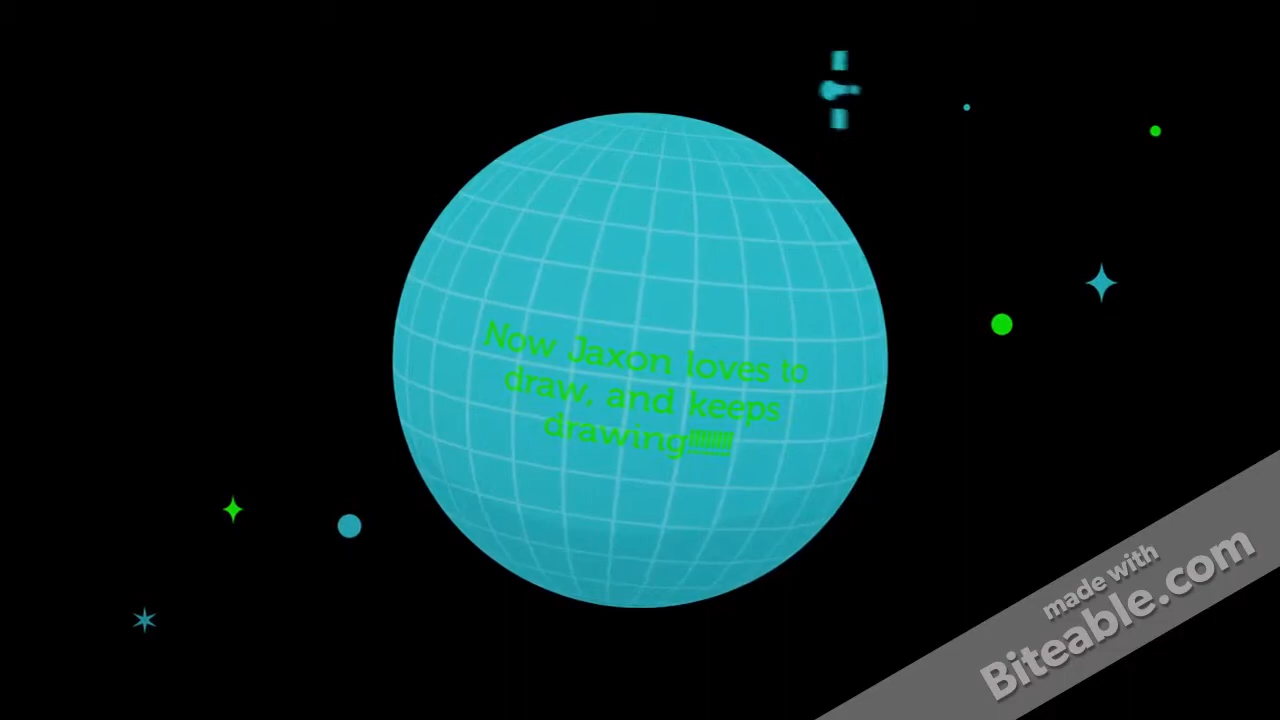 Now Jaxon loves to
draw, and keeps
drawing!!!!!!!!!
made with
Biteable.com